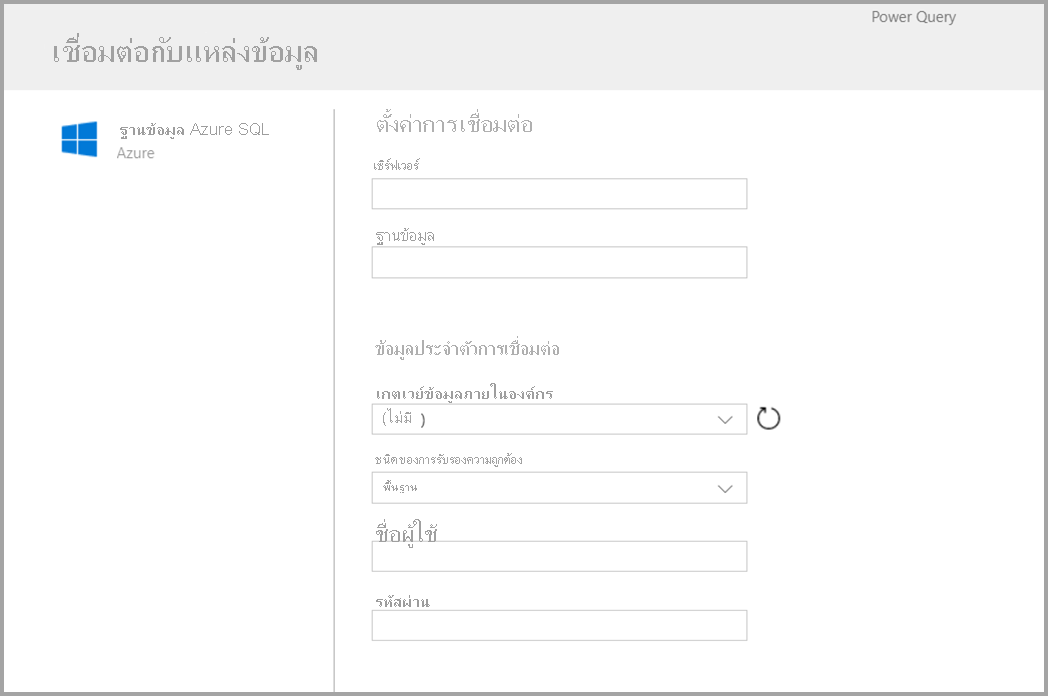 Power Query
เชื่อมต่อกับแหล่งข้อมูล
ฐานข้อมูล Azure SQL
Azure
ตั้งค่าการเชื่อมต่อ
เซิร์ฟเวอร์
ฐานข้อมูล
ข้อมูลประจำตัวการเชื่อมต่อ
เกตเวย์ข้อมูลภายในองค์กร
(ไม่มี )
ชนิดของการรับรองความถูกต้อง
พื้นฐาน
ชื่อผู้ใช้
รหัสผ่าน